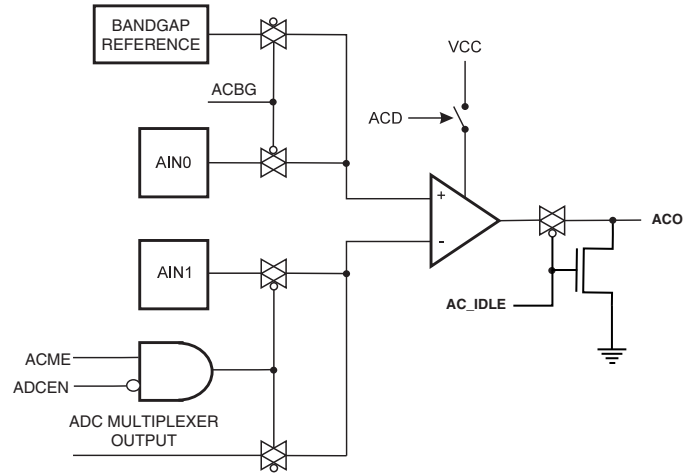 BANDGAP
REFERENCE
VCC
ACBG
ACD
AIN0
+
-
ACO
AIN1
AC_IDLE
ACME
ADCEN
ADC MULTIPLEXER
OUTPUT